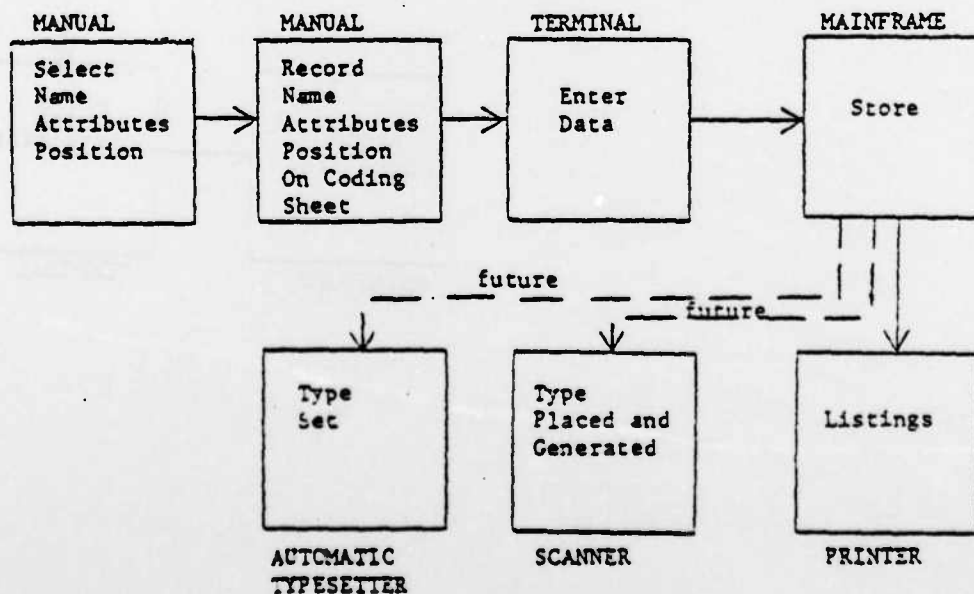 MANUAL MANUAL TERMINAL MAINFRAME
Select
Name
Attributes
Position
Record
Name
Attributes
Position
On Coding
Sheet
Enter
Data
Store
future
future
Type
Set
Type
Placed and
Generated
Listings
AUTOMATIC
TYPESETTER
SCANNER
PRINTER